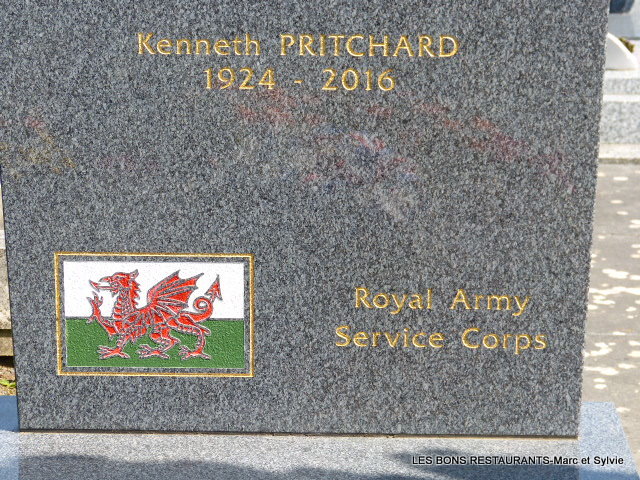 Kenneth PRITCHARD
1924 - 2016
Royal Army
Service Corps
LES BONS RESTAURANTS-Marc et Sylvie